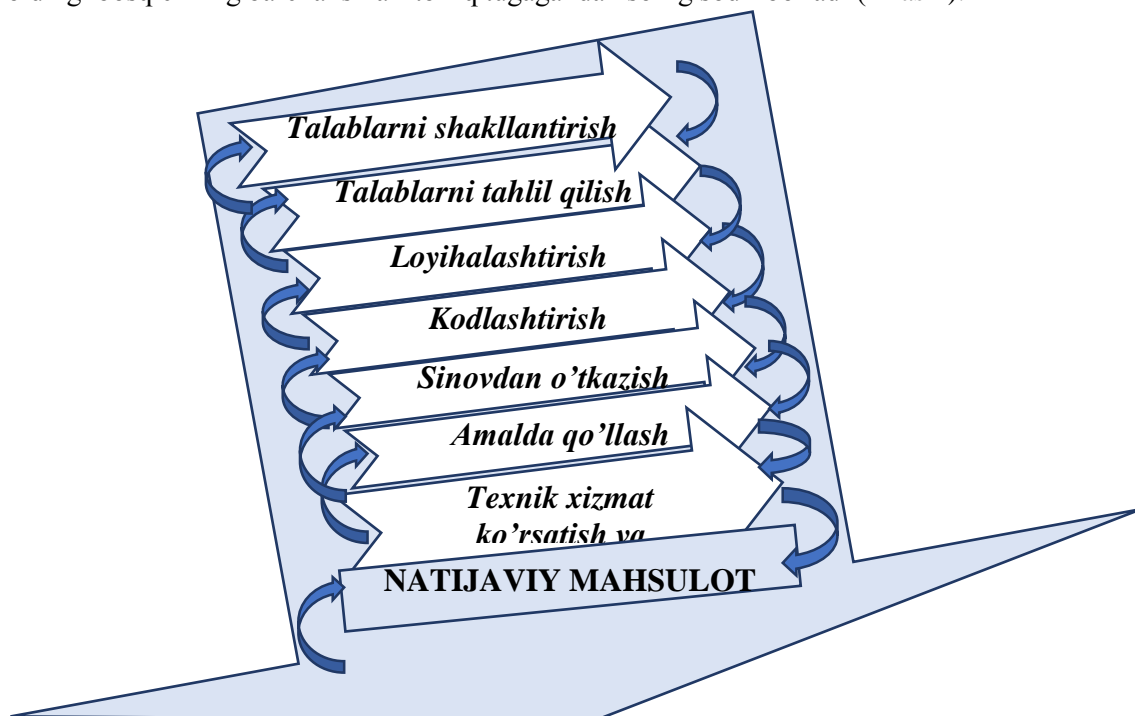 Talablarni shakllantirish
Talablarni tahlil qilish
Loyihalashtirish
Kodlashtirish
Sinovdan o’tkazish
Amalda qo’llash
Texnik xizmat
ko’rsatish va
NATIJAVIY MAHSULOT